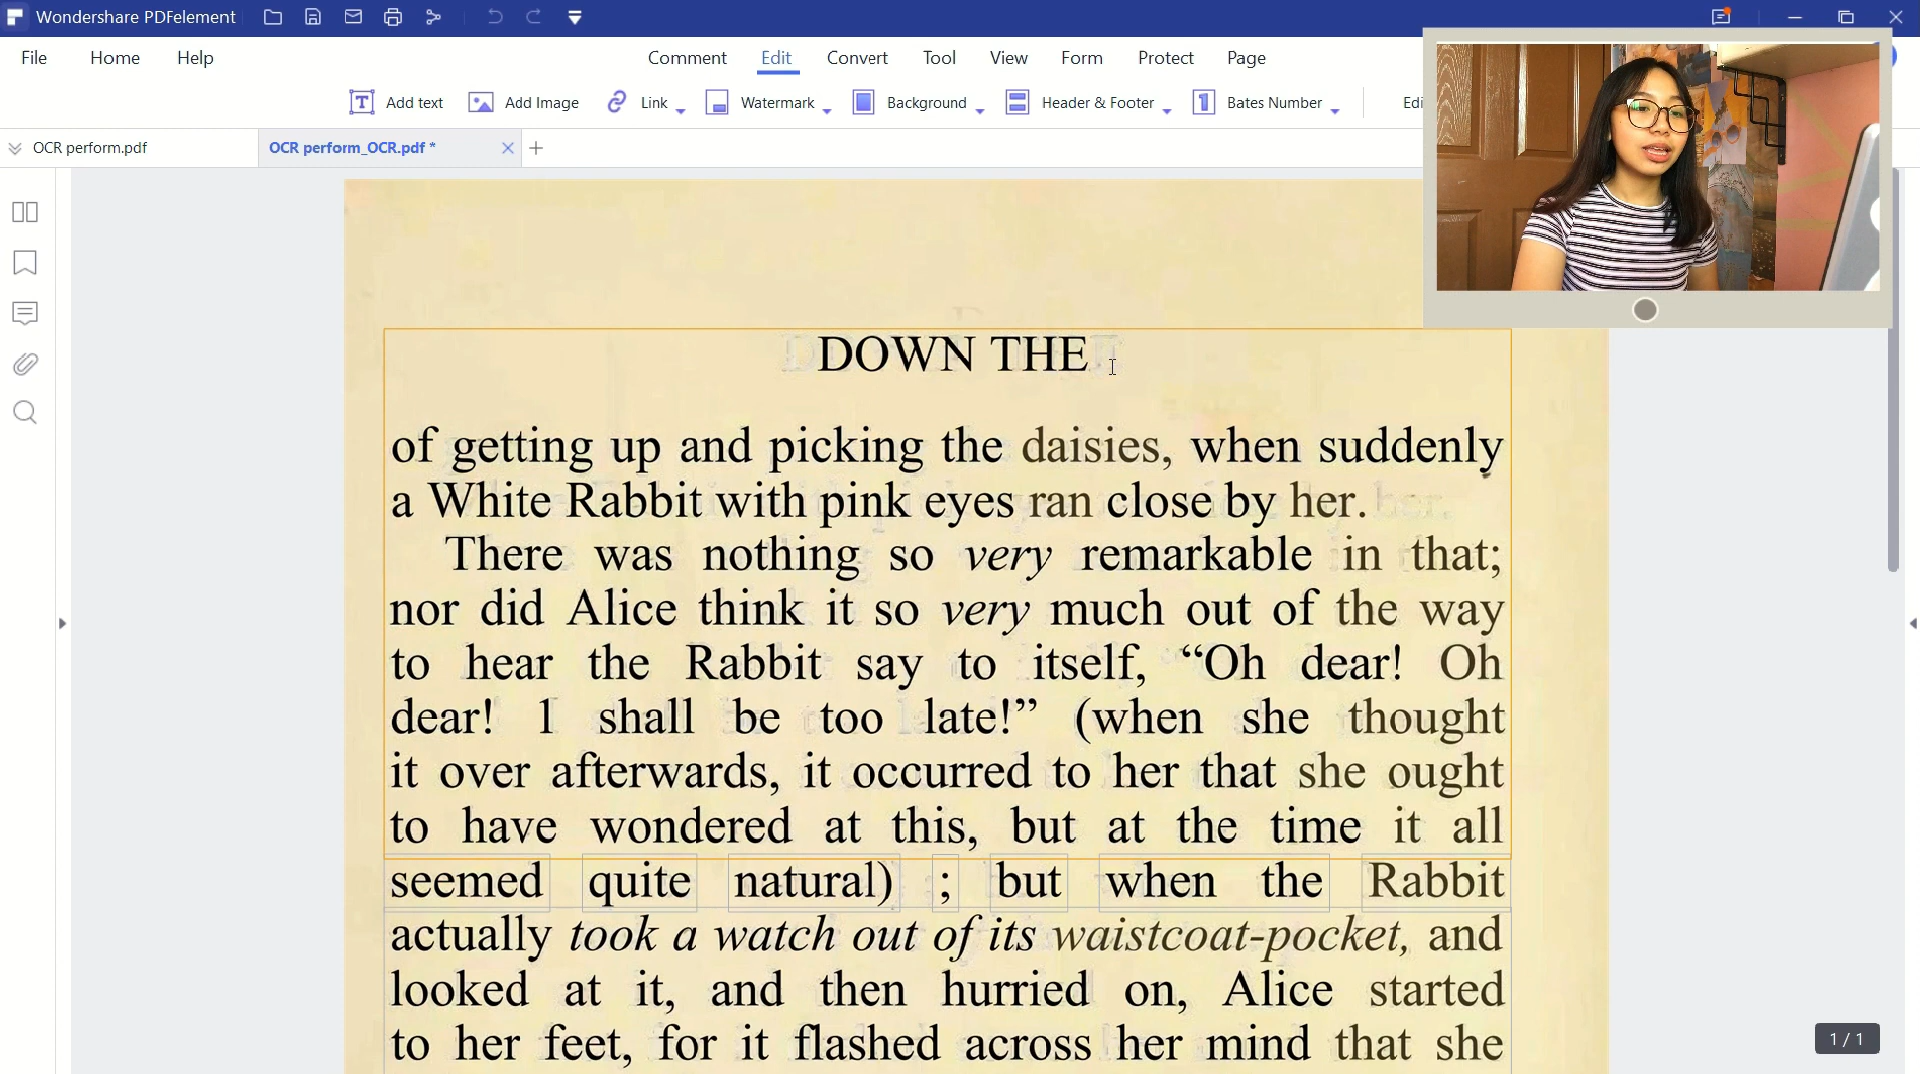 Wondershare PDFelement
File Home Help Comment Edit Convert Tool View Form Protect Page
Add text Add Image Link Watermark Background Header & Footer Bates Number
OCR perform.pdf OCR perform_OCR.pdf *
DOWN THE
of getting up and picking the daisies, when suddenly
a White Rabbit with pink eyes ran close by her.
There was nothing so very remarkable in that;
nor did Alice think it so very much out of the way
to hear the Rabbit say to itself, “Oh dear! Oh
dear! 1 shall be too late!” (when she thought
it over afterwards, it occurred to her that she ought
to have wondered at this, but at the time it all
seemed quite natural) ; but when the Rabbit
actually took a watch out of its waistcoat-pocket, and
looked at it, and then hurried on, Alice started
to her feet, for it flashed across her mind that she
1 / 1